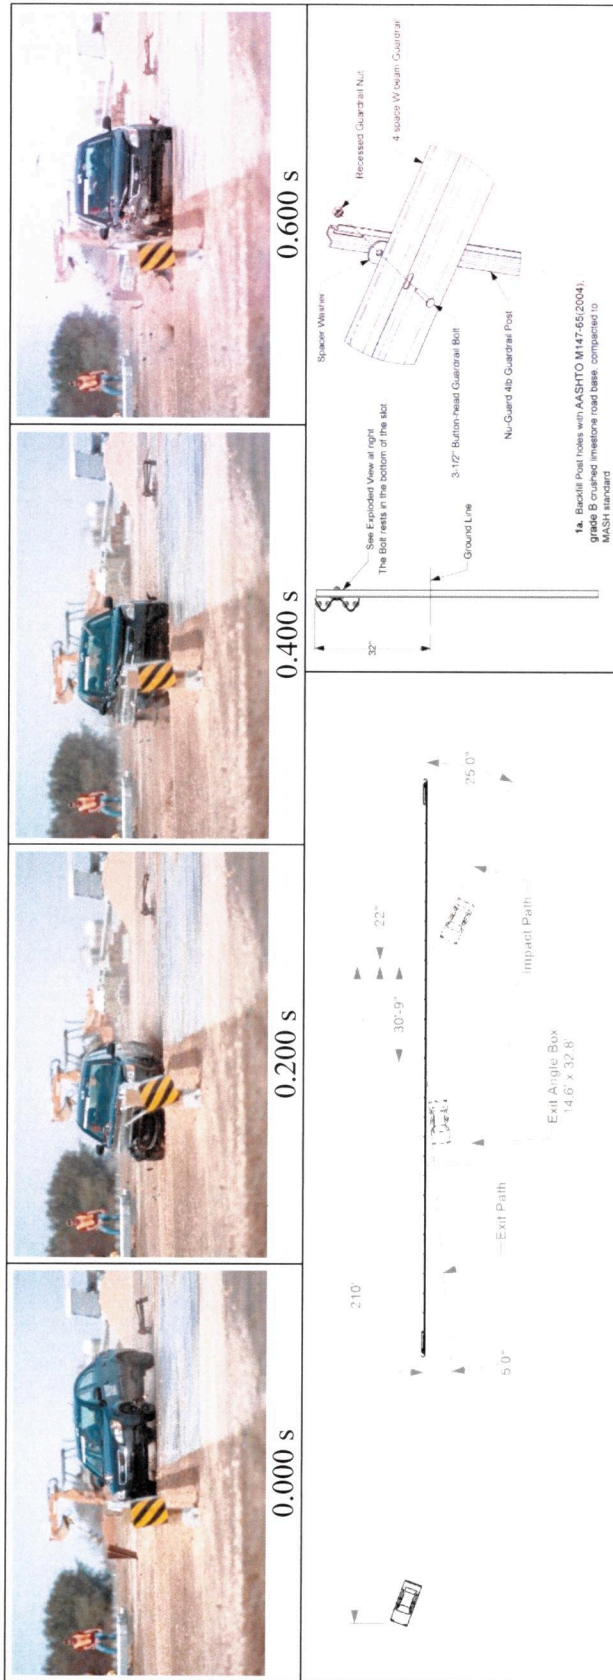 0.000 s
0.200 s
0.400 s
0.600 s
210'
22"
30'-9"
5.0°
25.0°
Exit Path
Exit Angle Box
14.6' x 32.8'
Impact Path
32"
See Exploded View at right
The Bolt rests in the bottom of the slot
Ground Line
Spacer Washer
Recessed Guardrail Nut
4 space W beam Guardrail
3-1/2" Button-head Guardrail Bolt
Nu-Guard 4lb Guardrail Post
1a. Backfill Post holes with AASHTO M147-65(2004),
grade B crushed limestone road base, compacted to
MASH standard